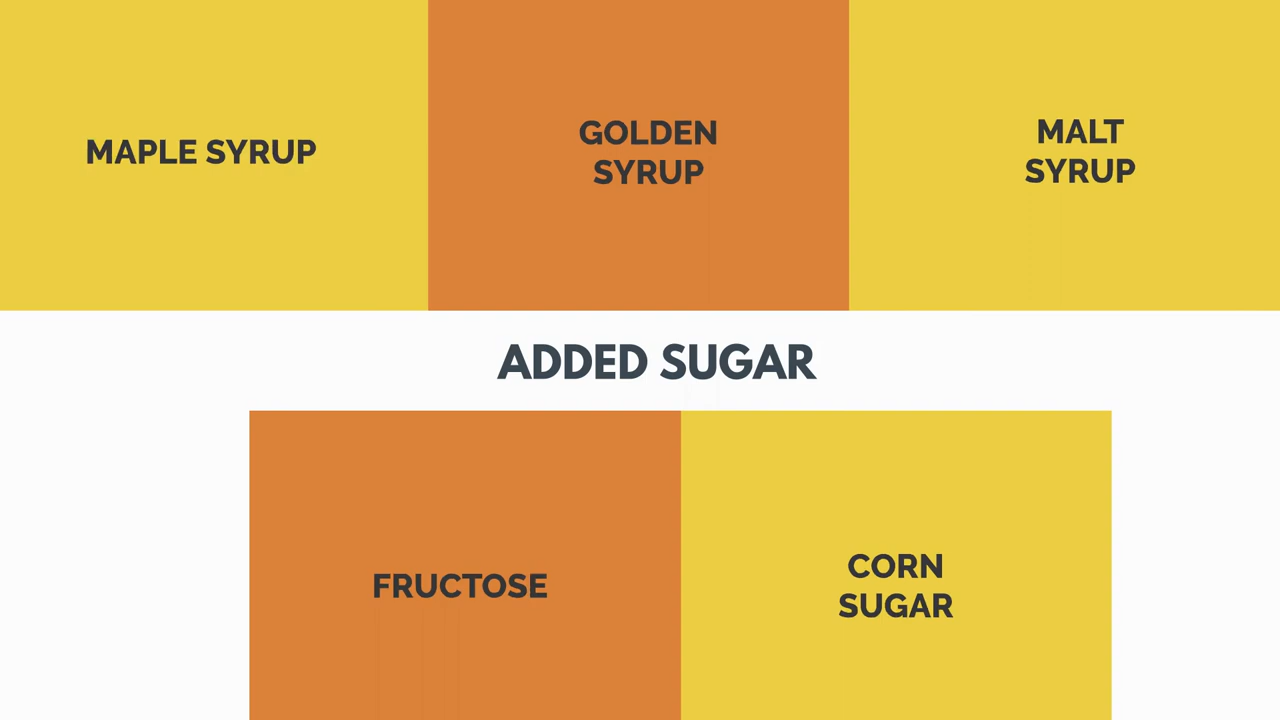 MAPLE SYRUP
GOLDEN
SYRUP
MALT
SYRUP
ADDED SUGAR
FRUCTOSE
CORN
SUGAR